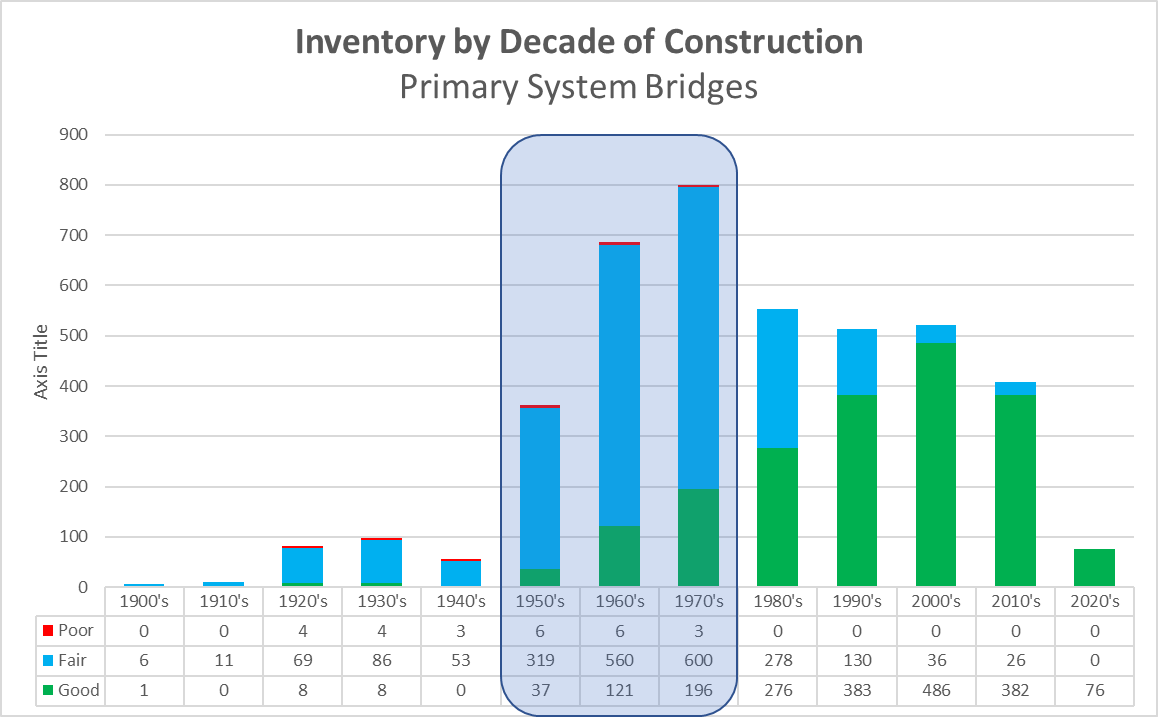 Inventory by Decade of Construction
Primary System Bridges
Axis Title
900
800
700
600
500
400
300
200
100
0
1900's 1910's 1920's 1930's 1940's 1950's 1960's 1970's 1980's 1990's 2000's 2010's 2020's
Poor 0 0 4 4 3 6 6 3 0 0 0 0 0
Fair 6 11 69 86 53 319 560 600 278 130 36 26 0
Good 1 0 8 8 0 37 121 196 276 383 486 382 76